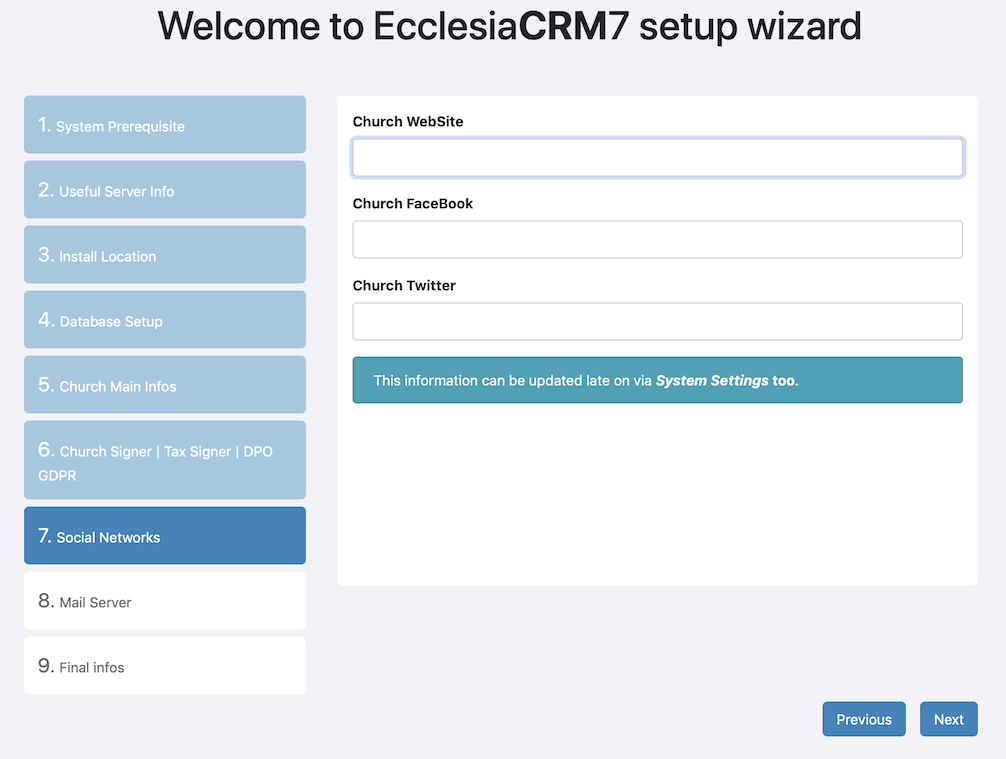 Welcome to EcclesiaCRM7 setup wizard
1. System Prerequisite
2. Useful Server Info
3. Install Location
4. Database Setup
5. Church Main Infos
6. Church Signer | Tax Signer | DPO
GDPR
7. Social Networks
8. Mail Server
9. Final infos
Church WebSite
Church FaceBook
Church Twitter
This information can be updated late on via System Settings too.
Previous
Next